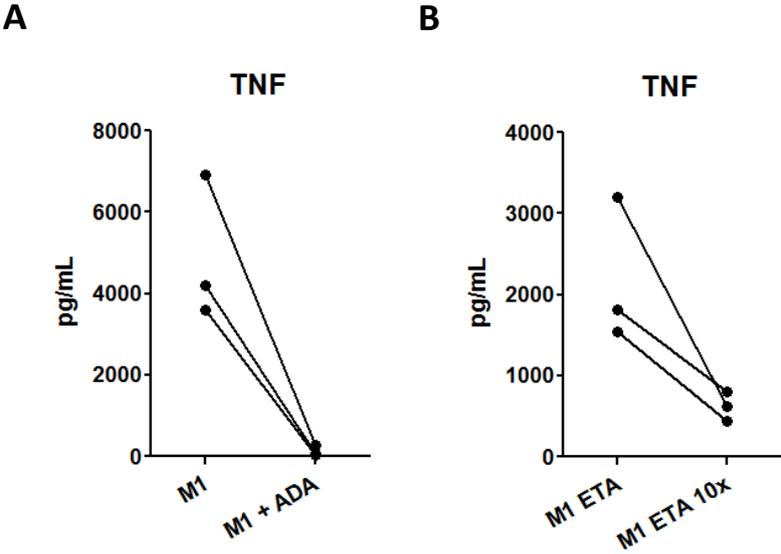 A
TNF
pg/mL
8000
6000
4000
2000
0
M1
M1 + ADA
B
TNF
pg/mL
4000
3000
2000
1000
0
M1 ETA
M1 ETA 10x